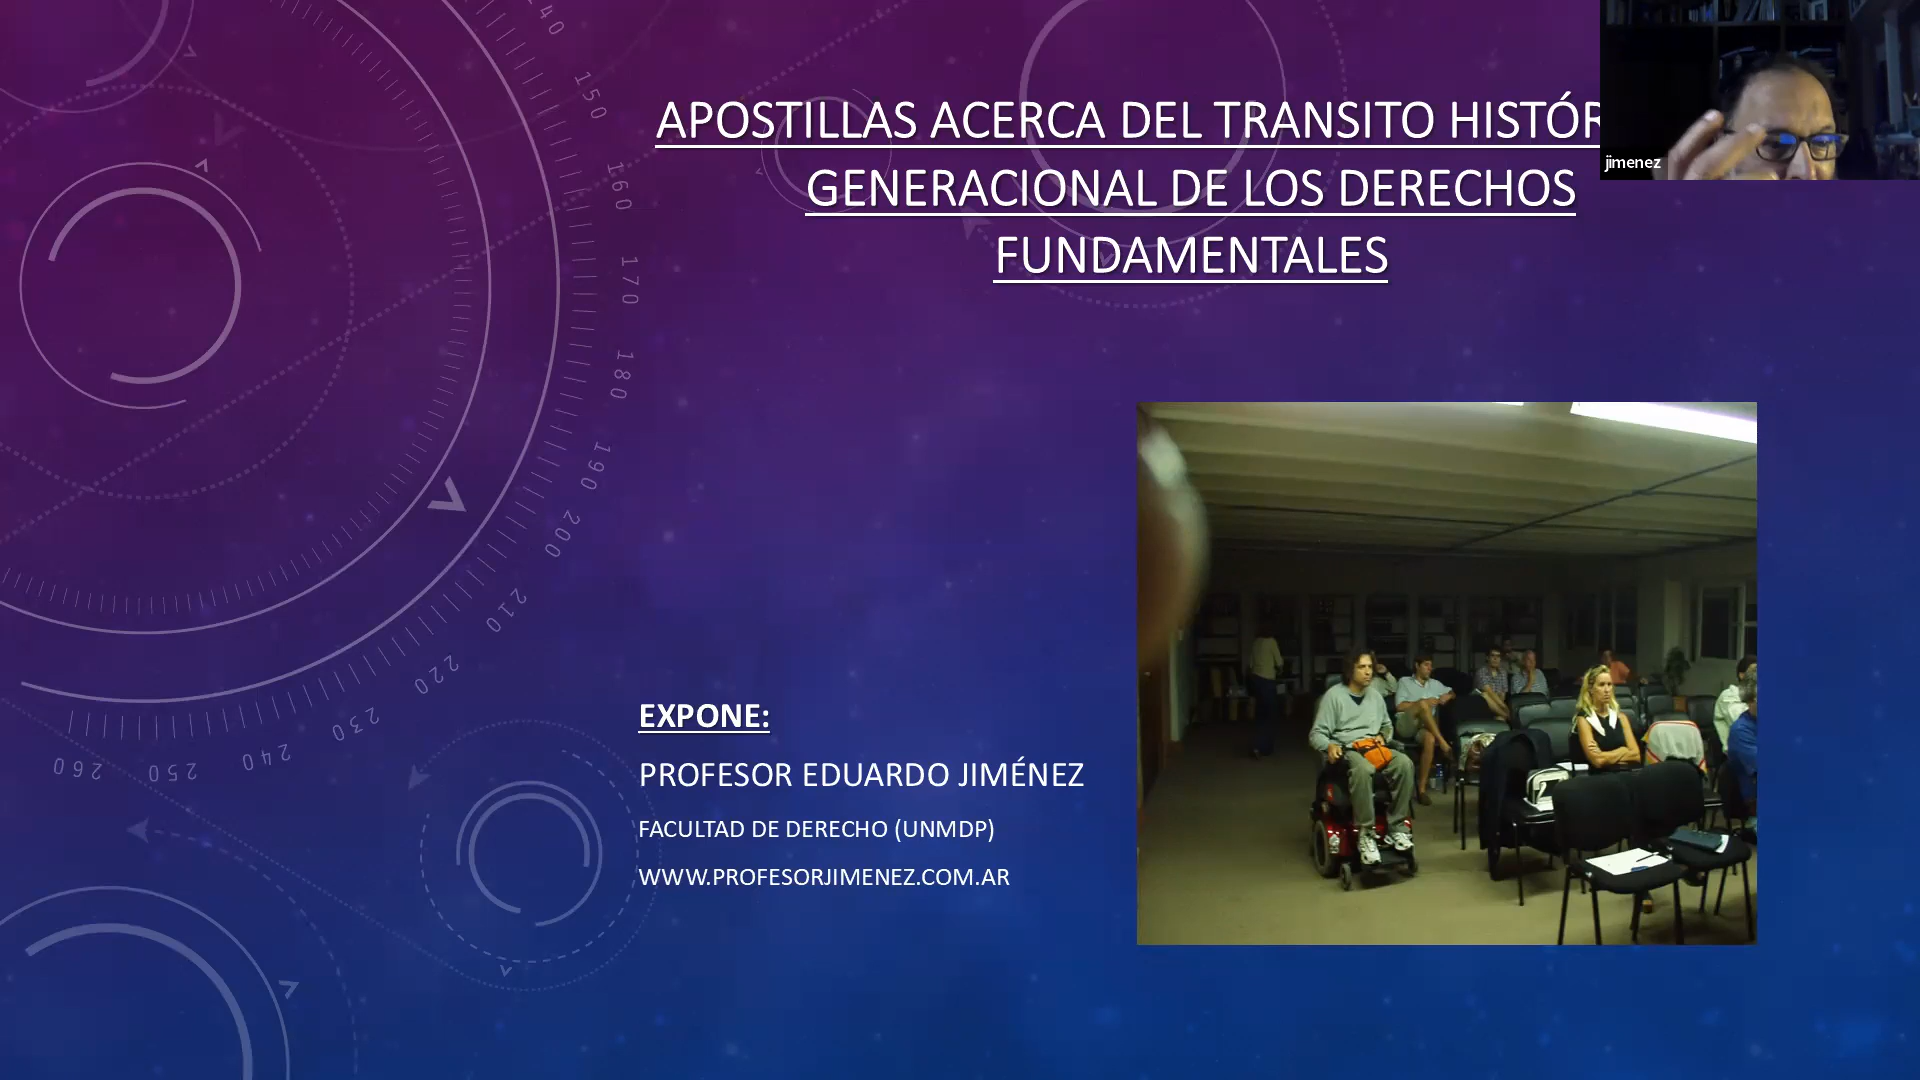 APOSTILLAS ACERCA DEL TRANSITO
GENERACIONAL DE LOS DERECHOS
FUNDAMENTALES
jimenez
EXPONE:
PROFESOR EDUARDO JIMÉNEZ
FACULTAD DE DERECHO (UNMDP)
WWW.PROFESORJIMENEZ.COM.AR
140
150
160
170
180
190
200
210
220
230
240
250
260